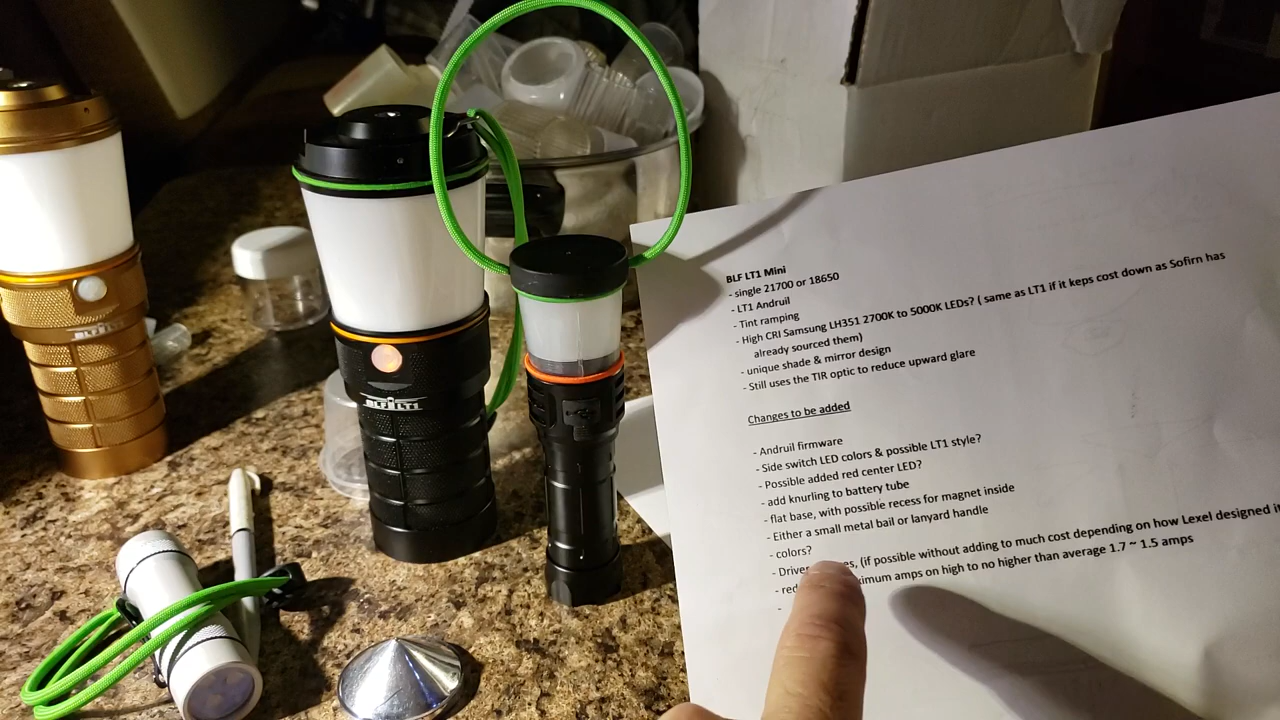 BLF LT1
BLF LT1 Mini
- single 21700 or 18650
- LT1 Andruil
- Tint ramping
- High CRI Samsung LH351 2700K to 5000K LEDs? ( same as LT1 if it keps cost down as Sofirn has
already sourced them)
- unique shade & mirror design
- Still uses the TIR optic to reduce upward glare
Changes to be added
- Andruil firmware
- Side switch LED colors & possible LT1 style?
- Possible added red center LED?
- add knurling to battery tube
- flat base, with possible recess for magnet inside
- Either a small metal bail or lanyard handle
- colors?
- Driver (if possible without adding to much cost depending on how Lexel designed it
- red amps on high to no higher than average 1.7 ~ 1.5 amps
-